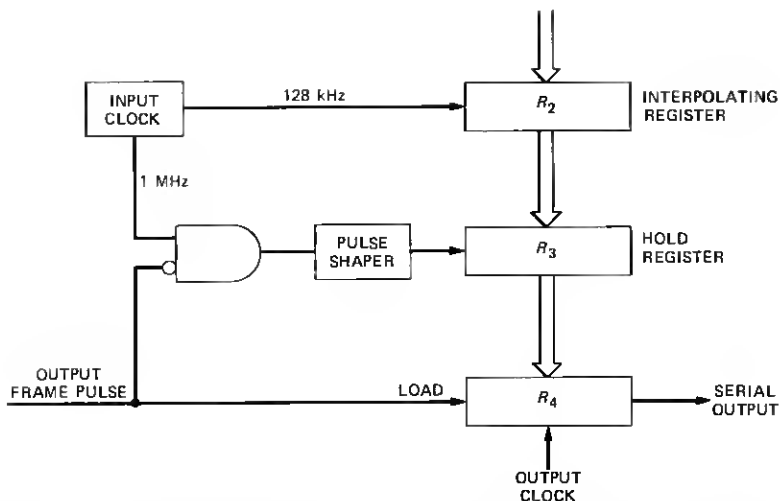 INPUT
CLOCK
128 kHz
R2
INTERPOLATING
REGISTER
1 MHz
PULSE
SHAPER
R3
HOLD
REGISTER
OUTPUT
FRAME PULSE
LOAD
R4
SERIAL
OUTPUT
OUTPUT
CLOCK